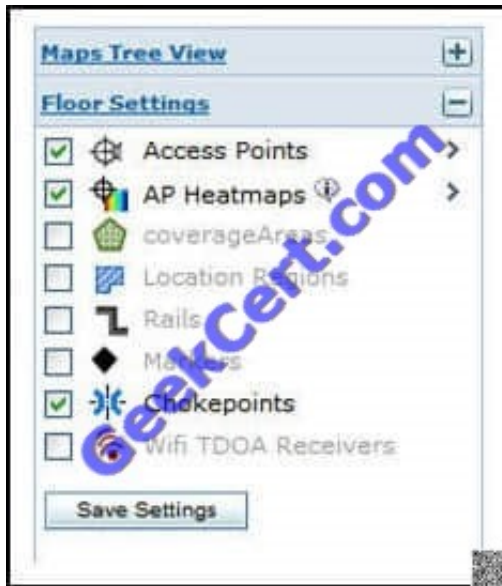 Maps Tree View
Floor Settings
Access Points
AP Heatmaps
coverageAreas
Location Regions
Rails
Markers
Chokepoints
Wifi TDOA Receivers
Save Settings
GeekCert.com